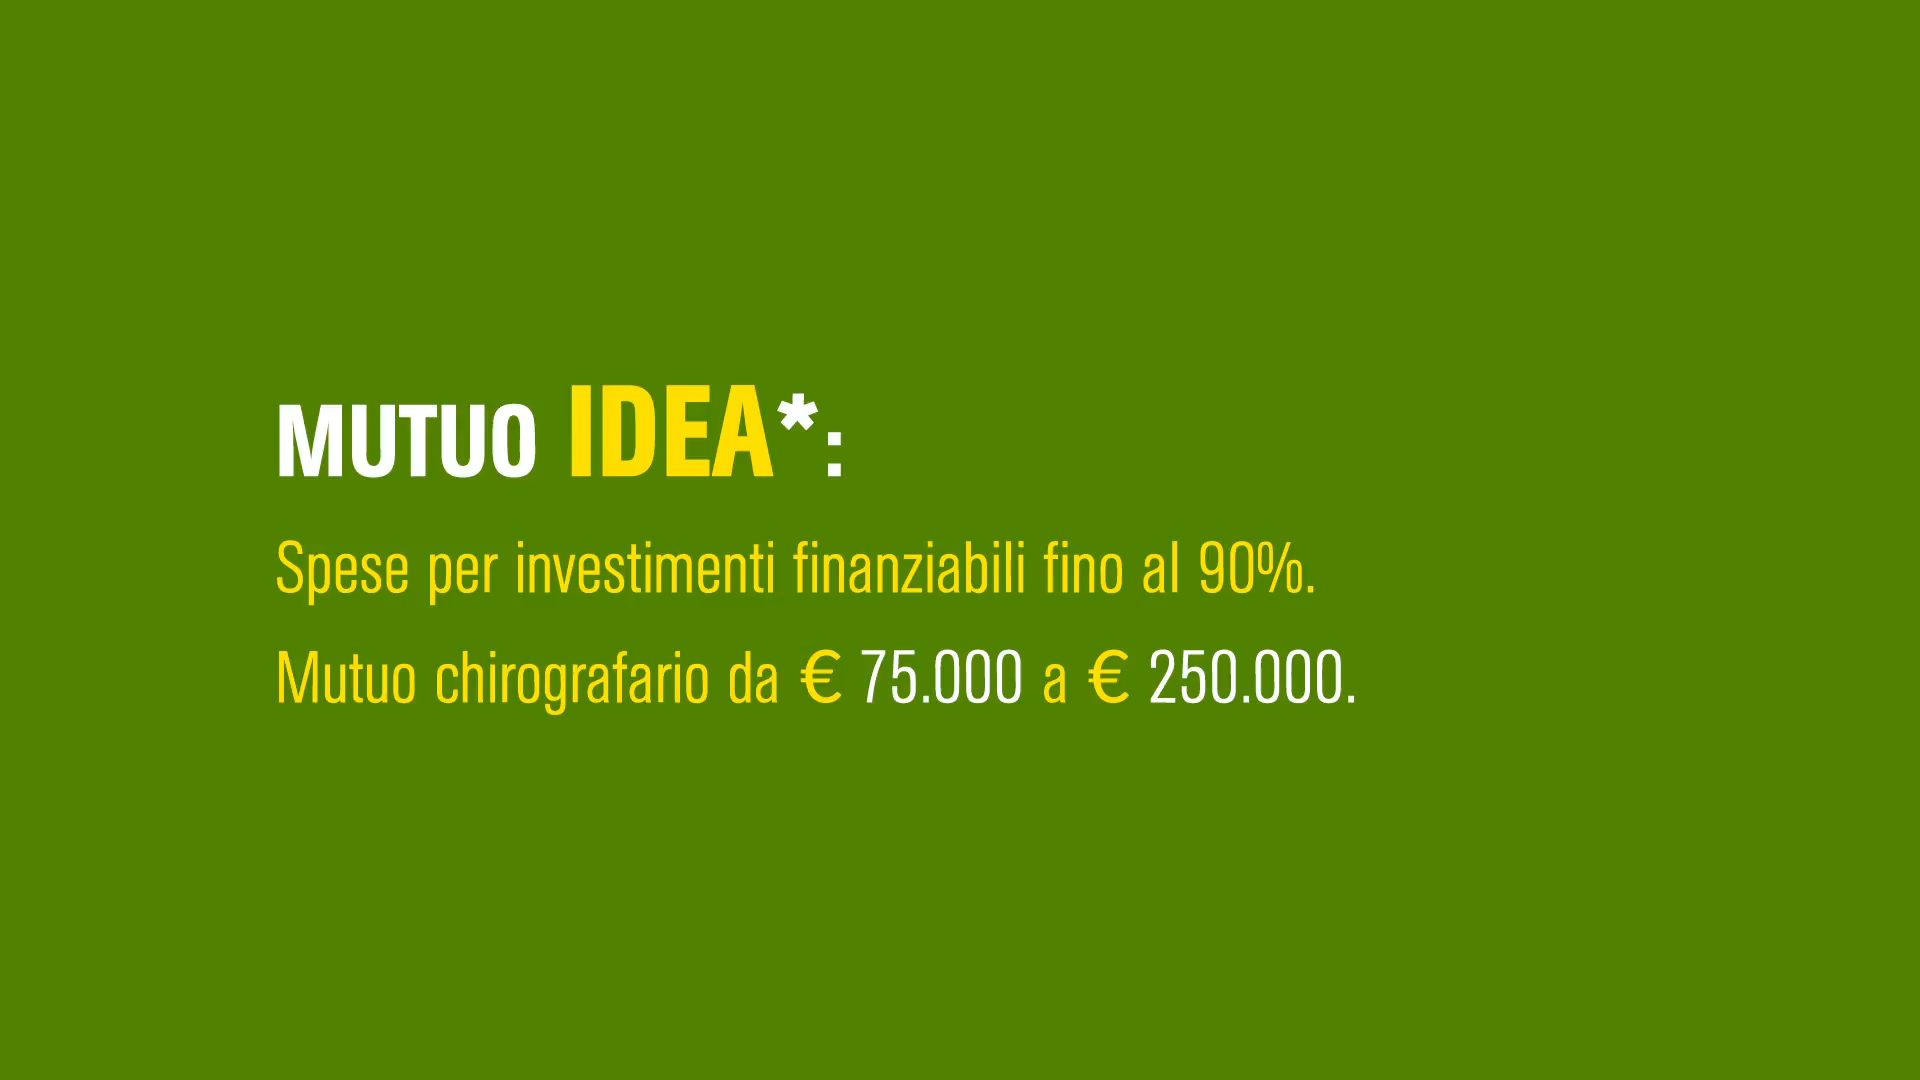 MUTUO IDEA*:
Spese per investimenti finanziabili fino al 90%.
Mutuo chirografario da € 75.000 a € 250.000.